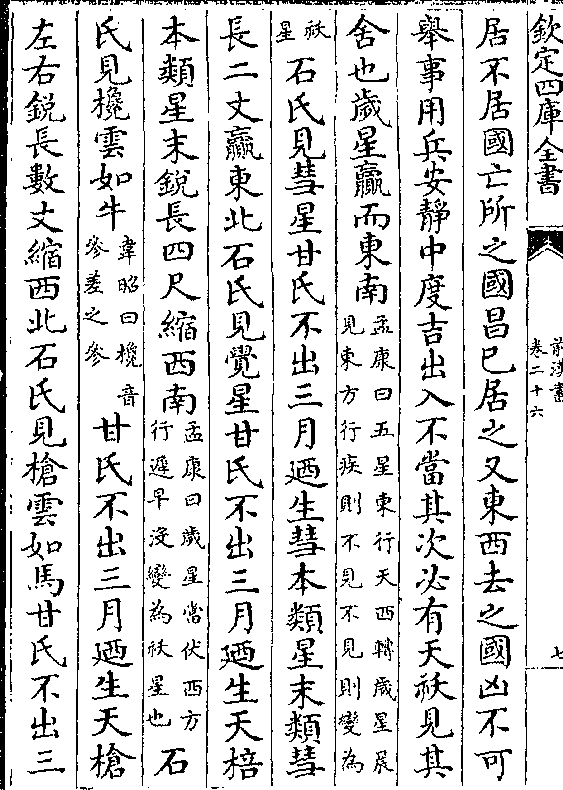 欽定四庫全書
前漢書
卷二十六
七
居不居國亡所之國昌已居之又東西去之國凶不可
舉事用兵安靜中度吉出入不當其次必有天祅見其
舍也歲星贏而東南
孟康曰五星東行天西轉歲星晨
見東方行疾則不見不見則變為
祅
星
石氏見彗星甘氏不出三月廼生彗本類星末類彗
長二丈贏東北石氏見覺星甘氏不出三月廼生天棓
本類星末銳長四尺縮西南
孟康曰歲星當伏西方
行遲早沒變為祅星也
石
氏見欃雲如牛
韋昭曰欃音
參差之參
甘氏不出三月廼生天槍
左右銳長數丈縮西北石氏見槍雲如馬甘氏不出三